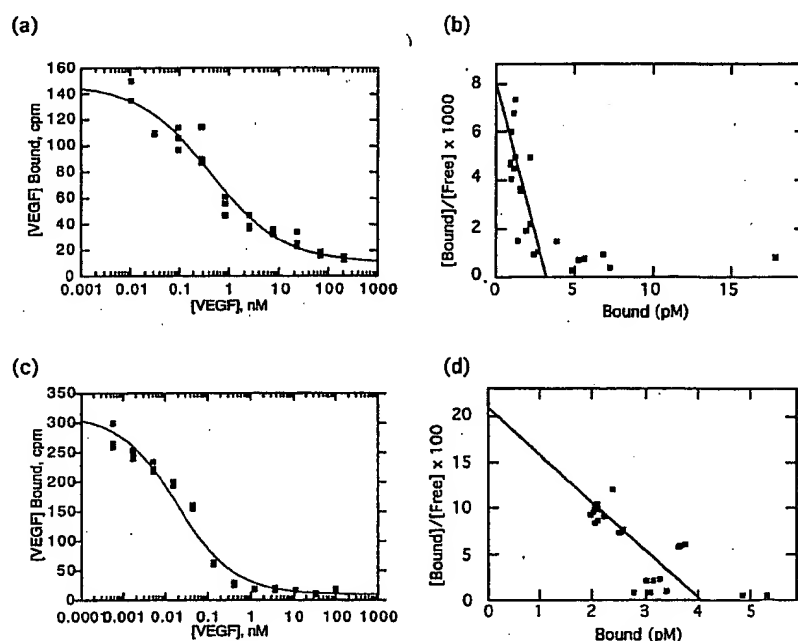 (a)
[VEGF] Bound, cpm
160
140
120
100
80
60
40
20
0
0.001 0.01 0.1 1 10 100 1000
[VEGF], nM
(b)
[Bound]/[Free] x 1000
8
6
4
2
0
0 5 10 15
Bound (pM)
(c)
[VEGF] Bound, cpm
350
300
250
200
150
100
50
0
0.0001 0.001 0.01 0.1 1 10 100
[VEGF], nM
(d)
[Bound]/[Free] x 100
20
15
10
5
0
0 1 2 3 4 5
Bound (pM)